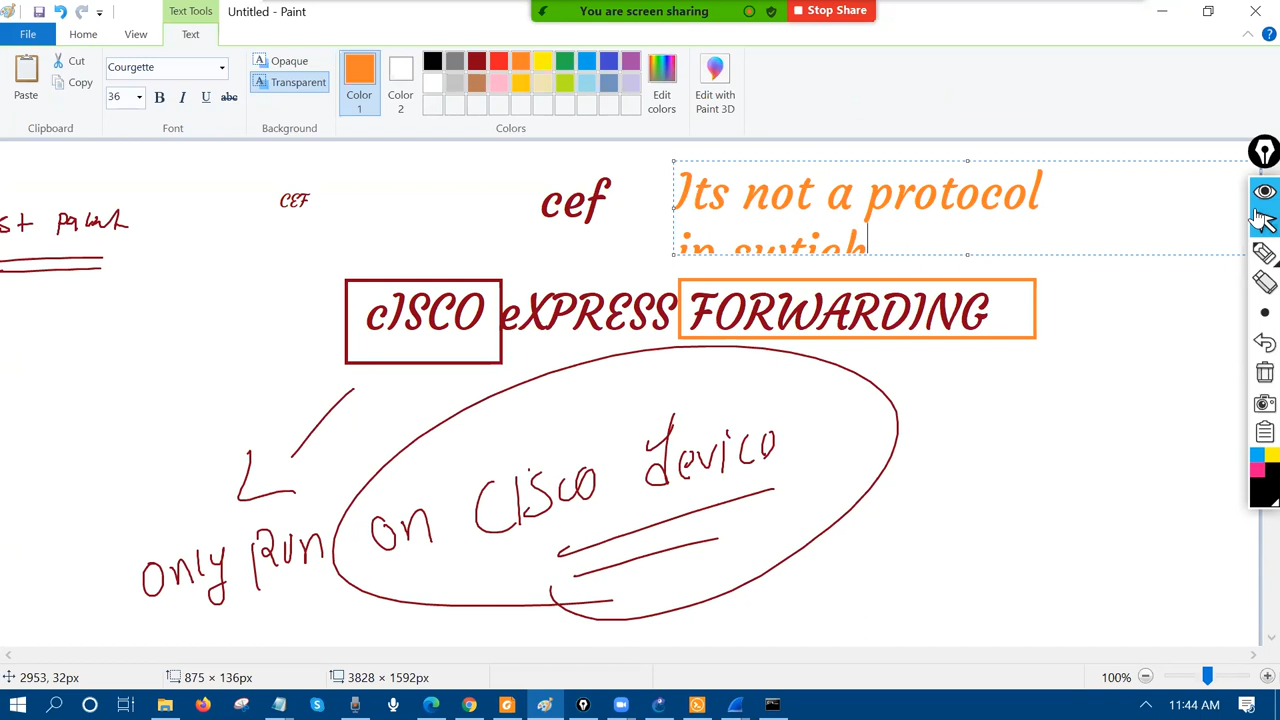 Untitled - Paint
Text Tools
You are screen sharing
Stop Share
File
Home
View
Text
Paste
Cut
Copy
Clipboard
Courgette
36
B I U abc
Font
Opaque
Transparent
Background
Color 1
Color 2
Edit colors
Colors
Edit with Paint 3D
CEF
cef
Its not a protocol
in swtich
cISCO eXPRESS FORWARDING
on CISCO device
only Run
2953, 32px
875 × 136px
3828 × 1592px
100%
11:44 AM